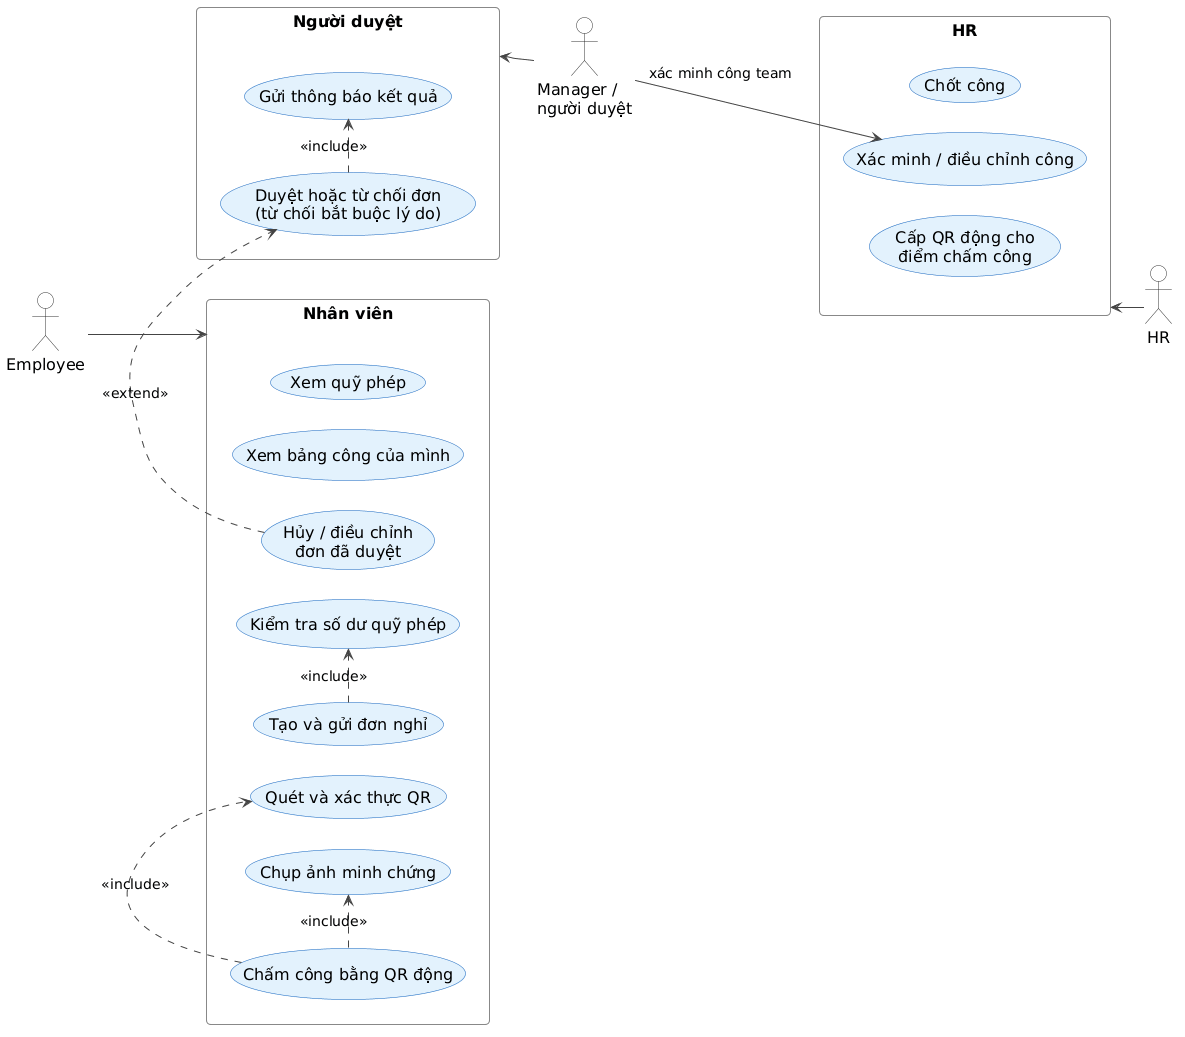 Người duyệt
Gửi thông báo kết quả
«include»
Duyệt hoặc từ chối đơn
(từ chối bắt buộc lý do)
Manager /
người duyệt
xác minh công team
HR
Chốt công
Xác minh / điều chỉnh công
Cấp QR động cho
điểm chấm công
HR
Employee
«extend»
Nhân viên
Xem quỹ phép
Xem bảng công của mình
Hủy / điều chỉnh
đơn đã duyệt
Kiểm tra số dư quỹ phép
«include»
Tạo và gửi đơn nghỉ
Quét và xác thực QR
«include»
Chụp ảnh minh chứng
«include»
Chấm công bằng QR động